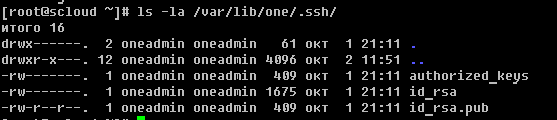 [root@scloud ~]# ls -la /var/lib/one/.ssh/
итого 16
drwx------. 2 oneadmin oneadmin 61 окт 1 21:11 .
drwxr-x---. 12 oneadmin oneadmin 4096 окт 2 11:51 ..
-rw-------. 1 oneadmin oneadmin 409 окт 1 21:11 authorized_keys
-rw-------. 1 oneadmin oneadmin 1675 окт 1 21:11 id_rsa
-rw-r--r--. 1 oneadmin oneadmin 409 окт 1 21:11 id_rsa.pub